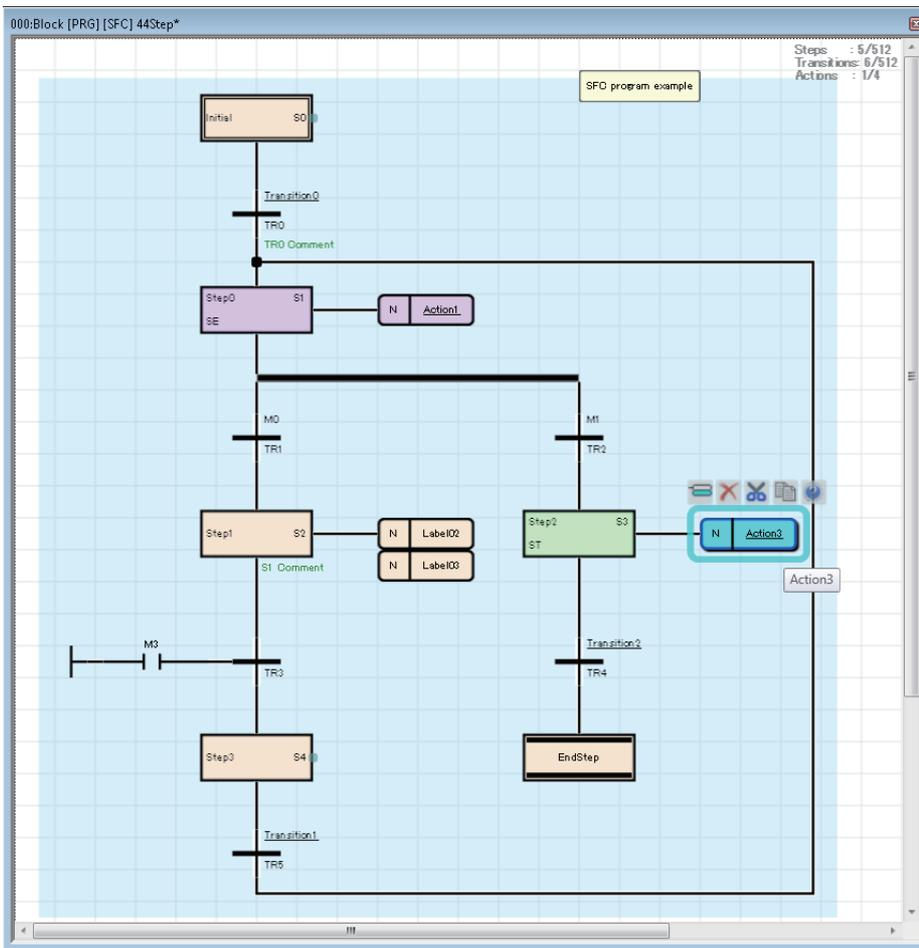 000:Block [PRG] [SFC] 44Step*
Steps : 5/512
Transitions: 6/512
Actions : 1/4
SFC program example
Initial S0
Transition0
TR0
TR0 Comment
Step0 S1
SE
N Action1
M0
TR1
M1
TR2
Step1 S2
N Label02
N Label03
S1 Comment
Step2 S3
ST
N Action3
Action3
M3
TR3
Transition2
TR4
Step3 S4
EndStep
Transition1
TR5